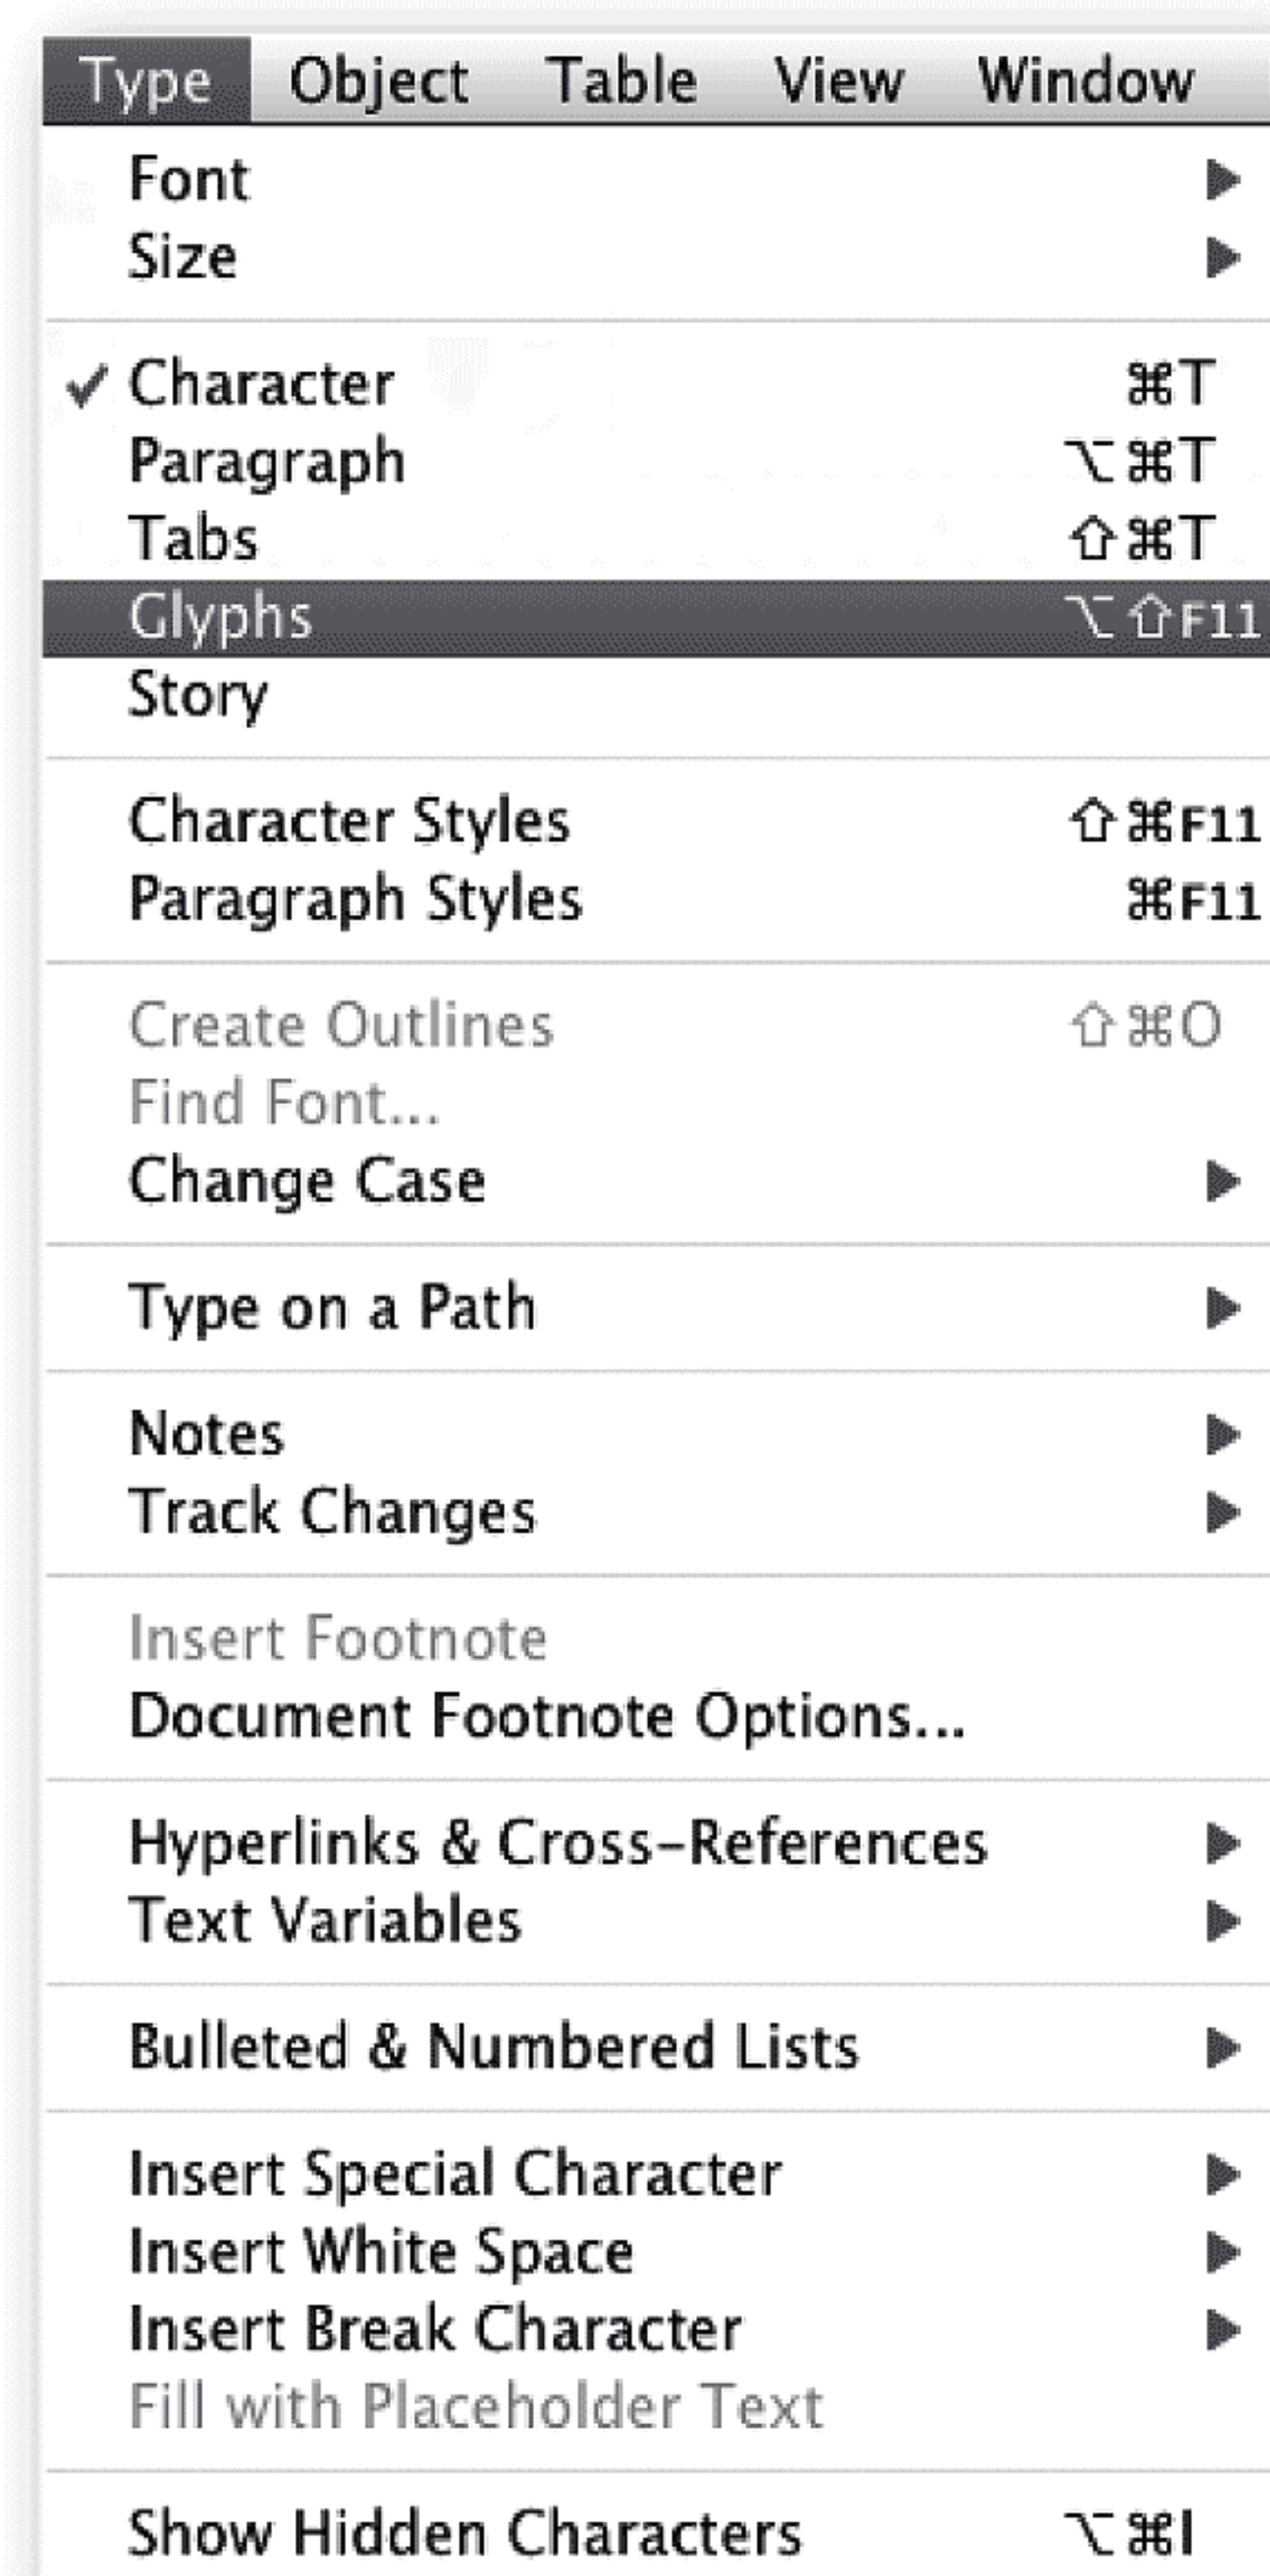 Type Object Table View Window
Font ▶
Size ▶
✓ Character ⌘T
Paragraph ⌥⌘T
Tabs ⇧⌘T
Glyphs ⌥⇧F11
Story
Character Styles ⇧⌘F11
Paragraph Styles ⌘F11
Create Outlines ⇧⌘O
Find Font...
Change Case ▶
Type on a Path ▶
Notes ▶
Track Changes ▶
Insert Footnote
Document Footnote Options...
Hyperlinks & Cross-References ▶
Text Variables ▶
Bulleted & Numbered Lists ▶
Insert Special Character ▶
Insert White Space ▶
Insert Break Character ▶
Fill with Placeholder Text
Show Hidden Characters ⌥⌘I